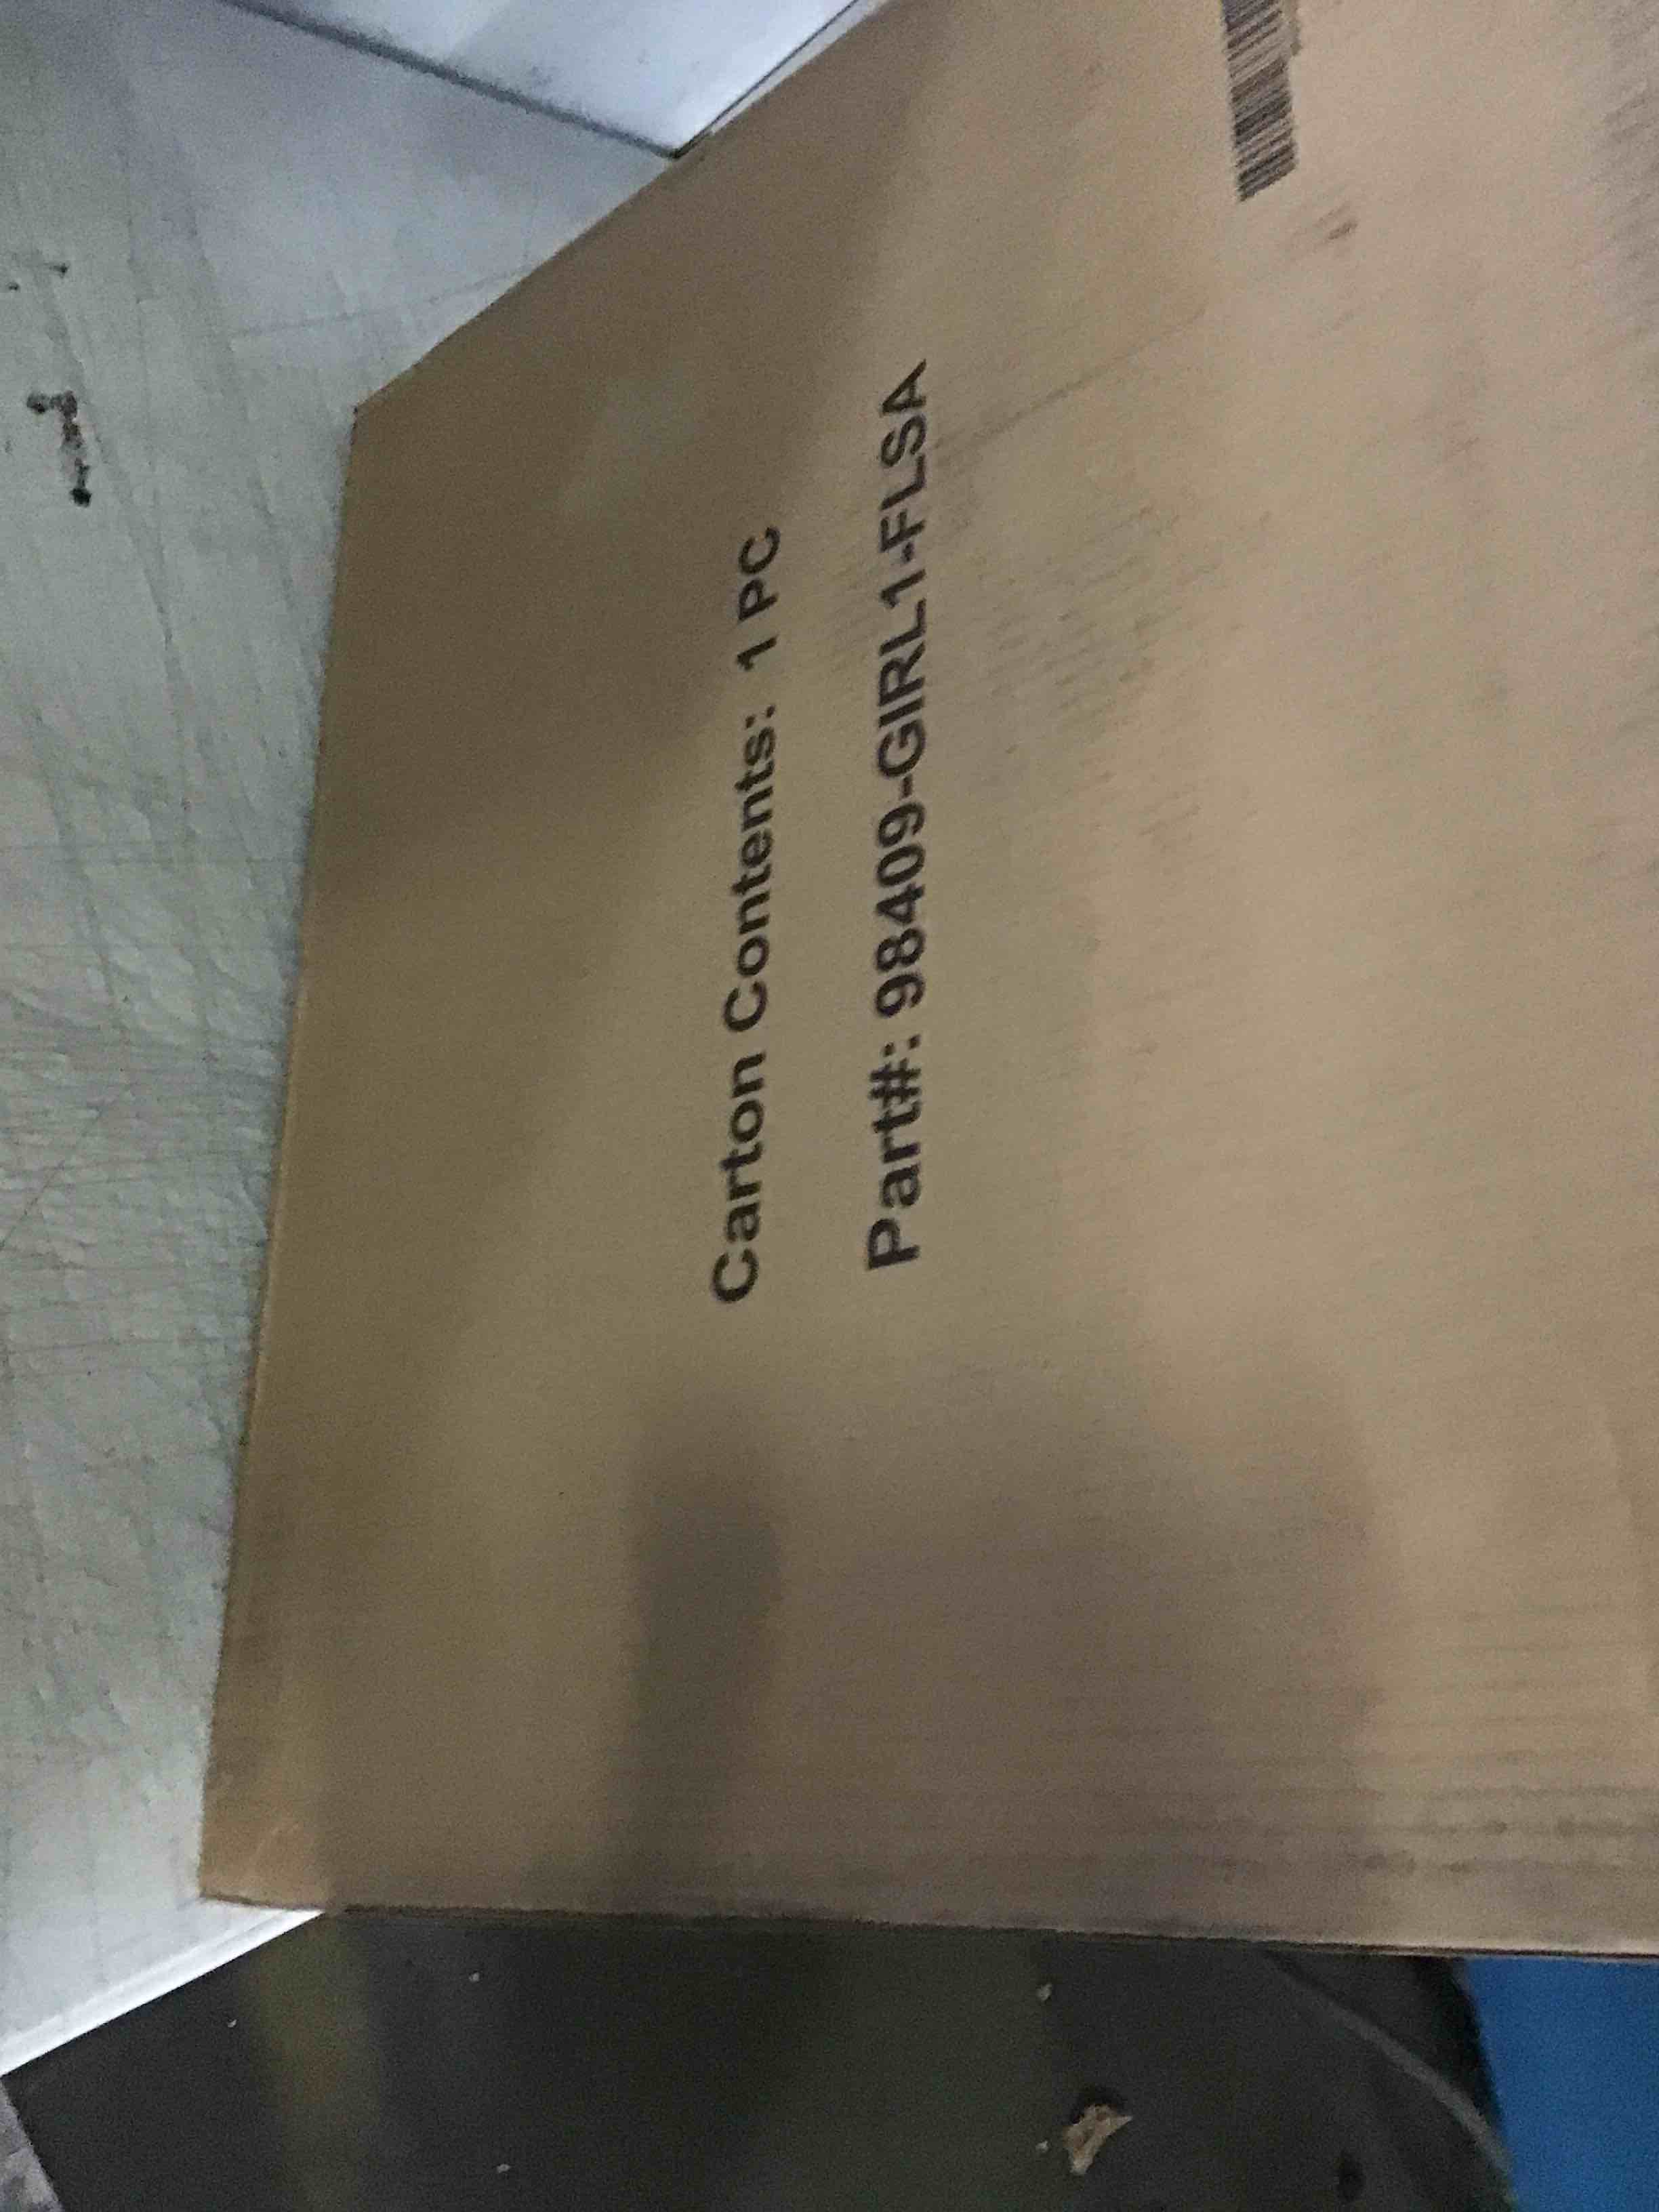 Carton Contents: 1 PC
Part#: 98409-GIRL1-FLSA